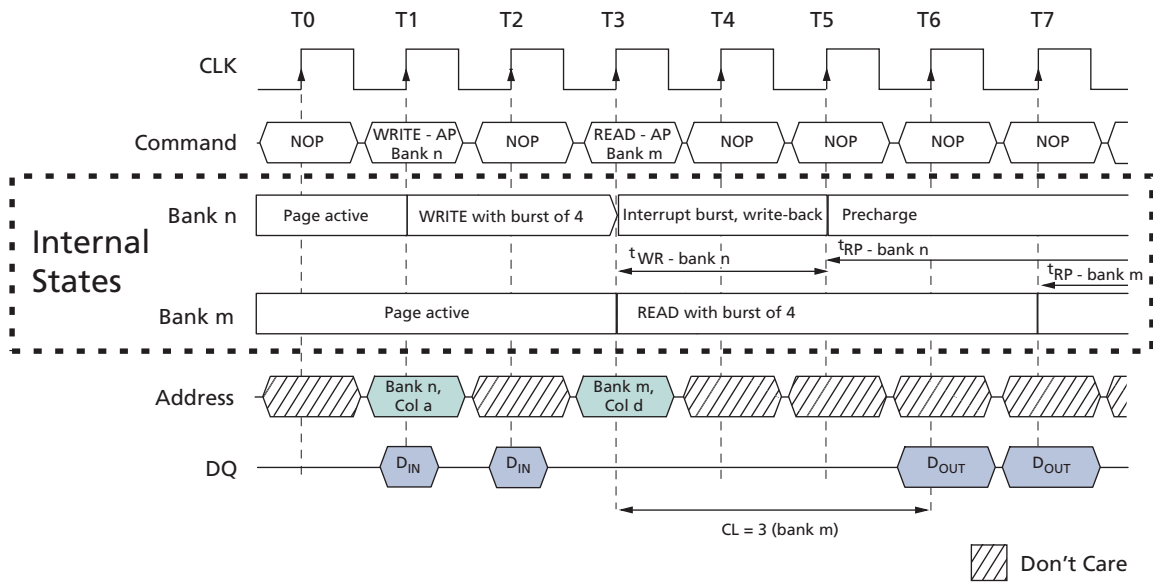 T0 T1 T2 T3 T4 T5 T6 T7
CLK
Command NOP WRITE - AP Bank n NOP READ - AP Bank m NOP NOP NOP NOP
Internal States
Bank n Page active WRITE with burst of 4 Interrupt burst, write-back Precharge
tWR - bank n tRP - bank n
tRP - bank m
Bank m Page active READ with burst of 4
Address Bank n, Col a Bank m, Col d
DQ DIN DIN DOUT DOUT
CL = 3 (bank m)
Don't Care